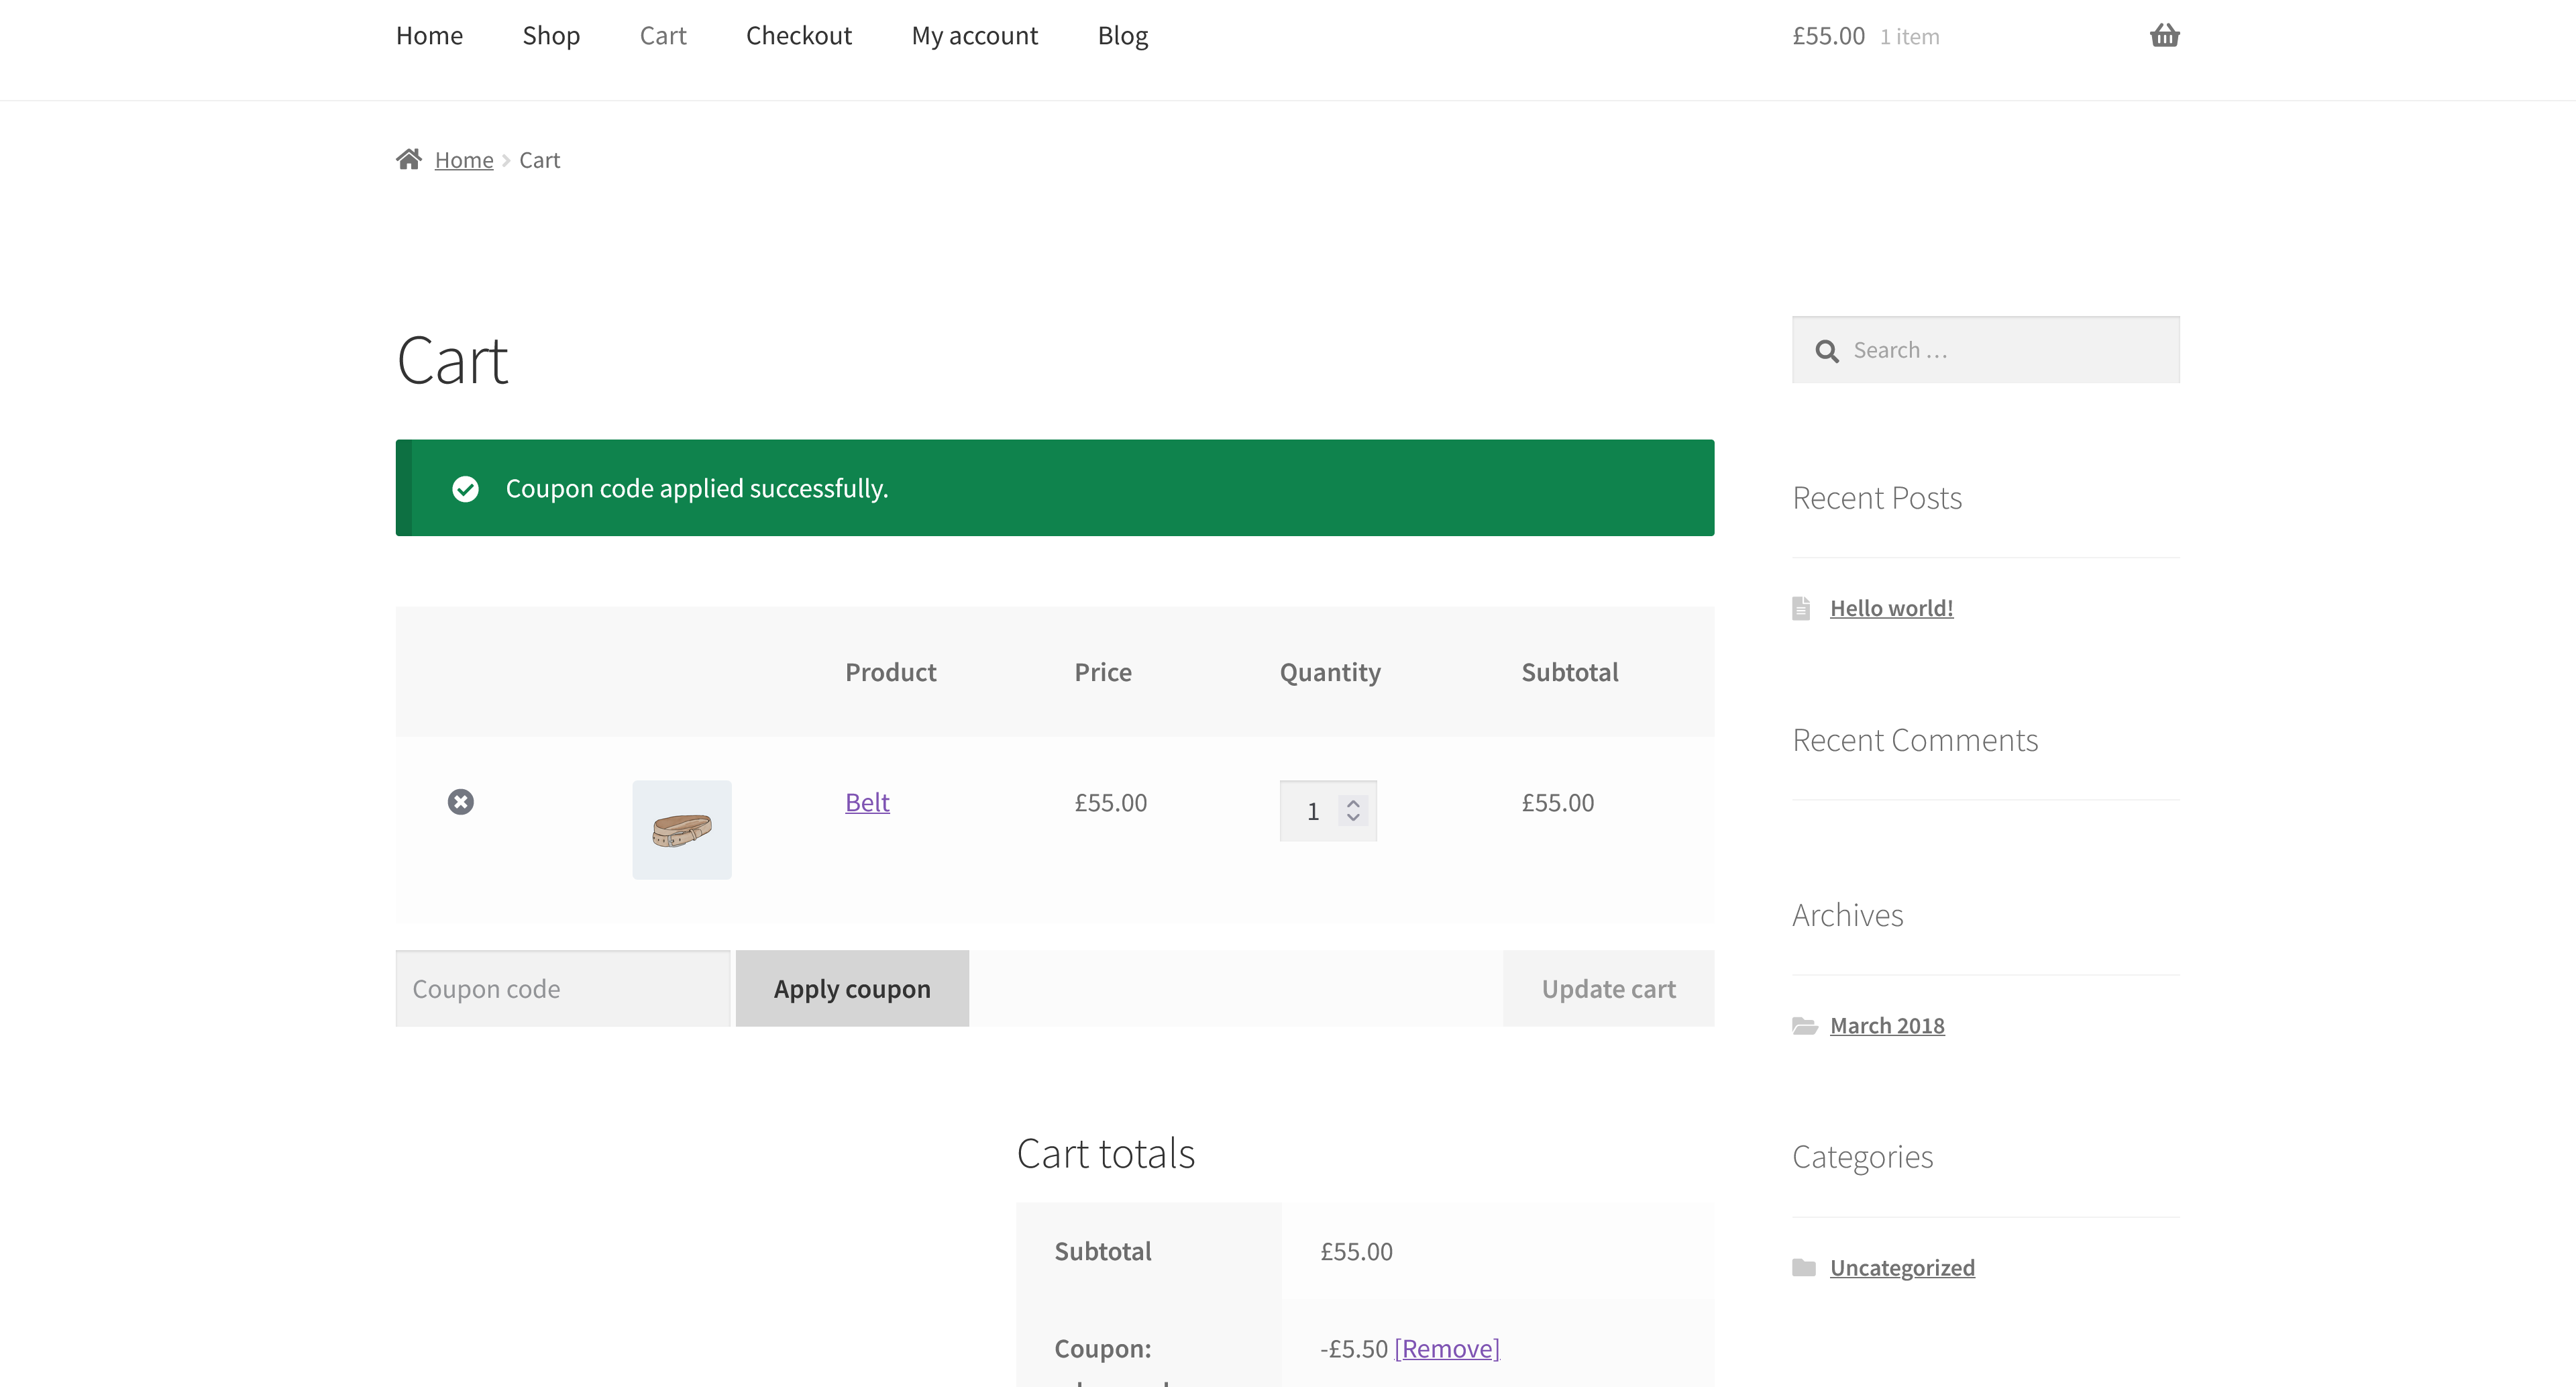 Home Shop Cart Checkout My account Blog £55.00 1 item
Home Cart
Cart
Search …
Coupon code applied successfully.
Recent Posts
Hello world!
Product Price Quantity Subtotal
Recent Comments
Belt £55.00 1 £55.00
Archives
Coupon code Apply coupon Update cart
March 2018
Cart totals
Categories
Subtotal £55.00
Uncategorized
Coupon: -£5.50 [Remove]